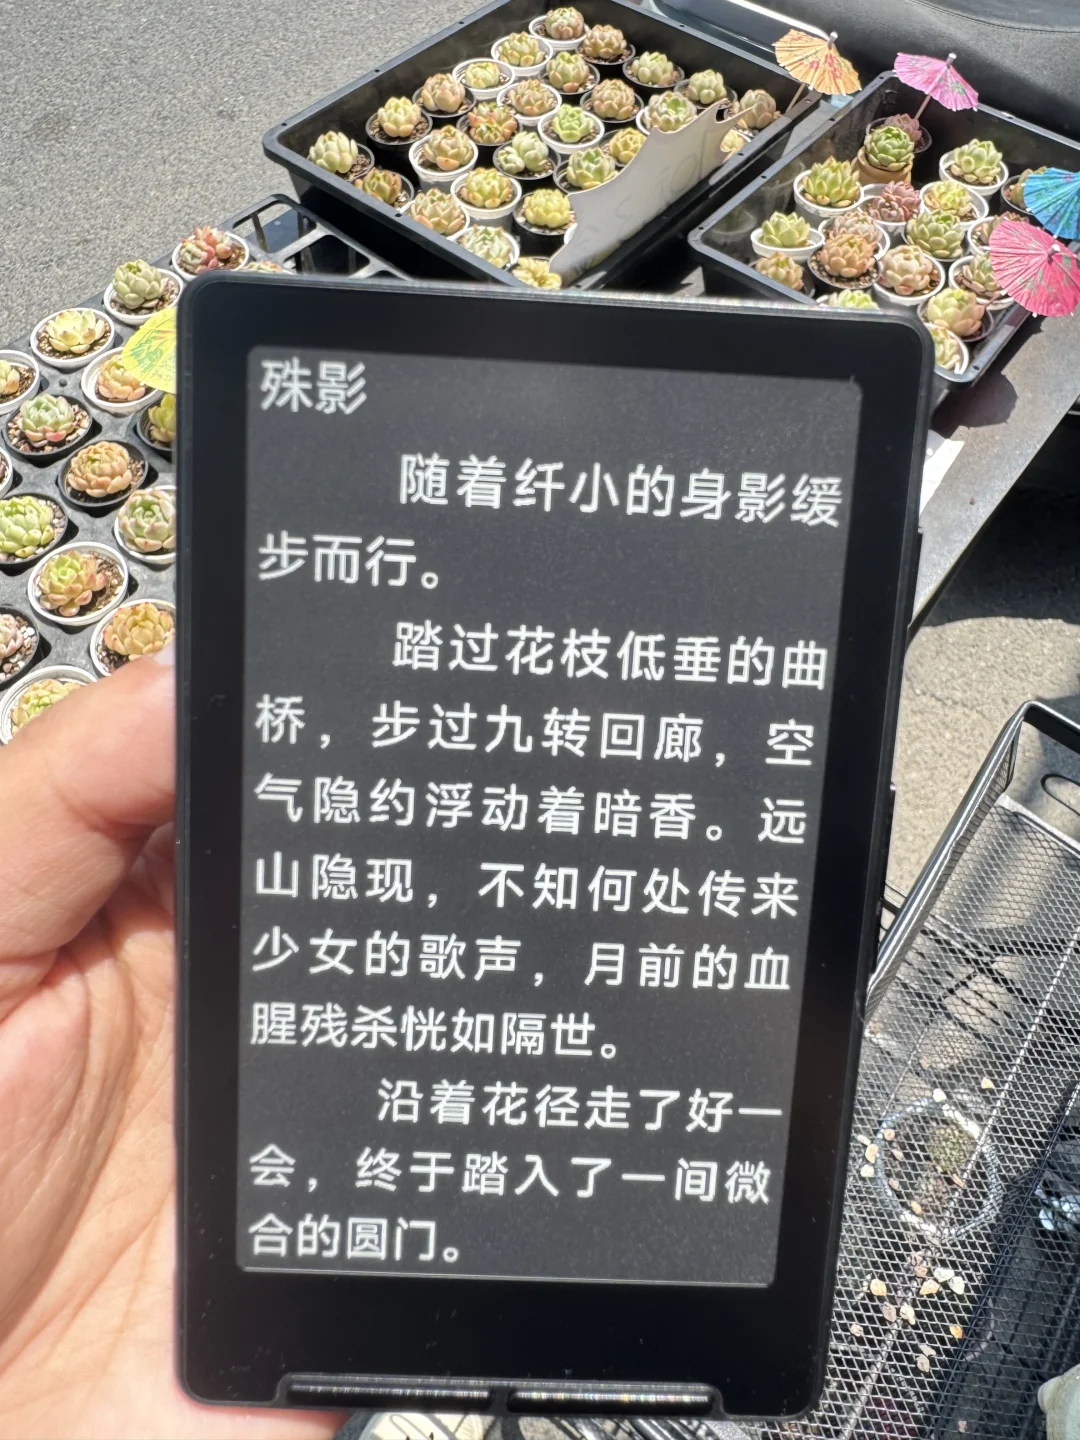 殊影
随着纤小的身影缓
步而行。
踏过花枝低垂的曲
桥，步过九转回廊，空
气隐约浮动着暗香。远
山隐现，不知何处传来
少女的歌声，月前的血
腥残杀恍如隔世。
沿着花径走了好一
会，终于踏入了一间微
合的圆门。